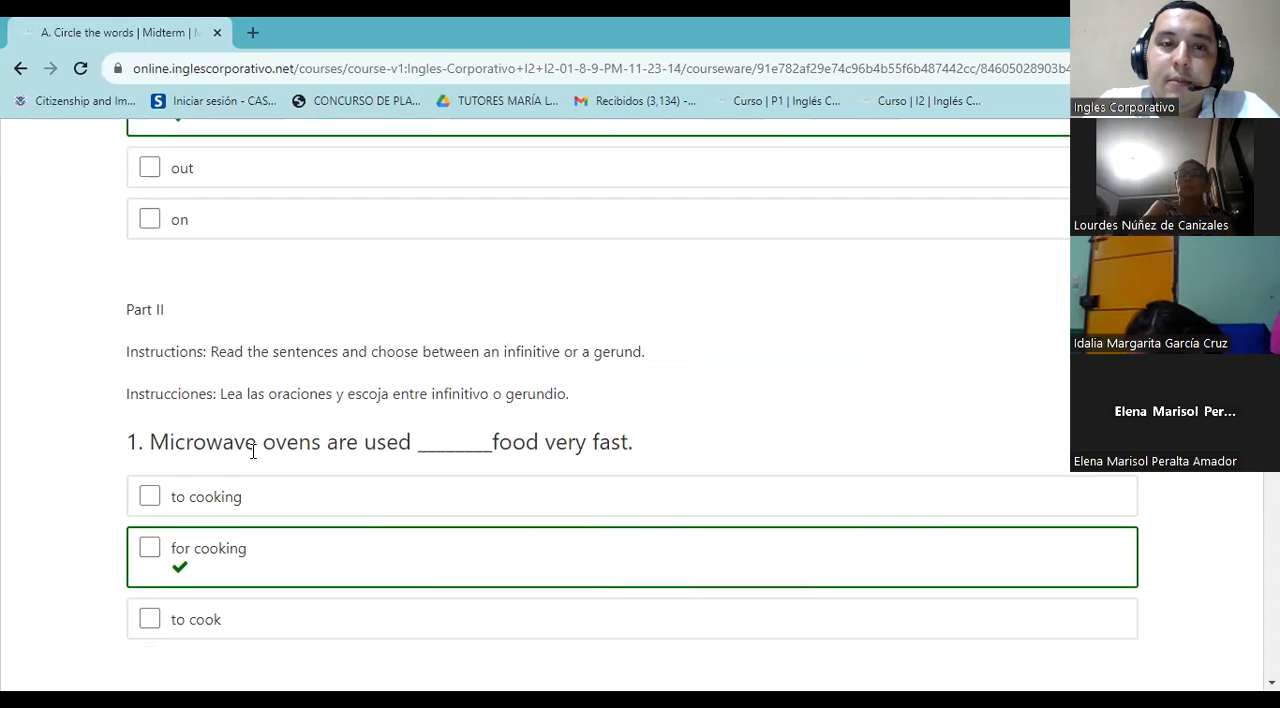 A. Circle the words | Midterm |
online.inglescorporativo.net/courses/course-v1:Ingles-Corporativo+I2+I2-01-8-9-PM-11-23-14/courseware/91e782af29e74c96b4b55f6b487442cc/84605028903b4
Citizenship and Im... Iniciar sesión - CAS... CONCURSO DE PLA... TUTORES MARÍA L... Recibidos (3,134) -... Curso | P1 | Inglés C... Curso | I2 | Inglés C...
out
on
Part II
Instructions: Read the sentences and choose between an infinitive or a gerund.
Instrucciones: Lea las oraciones y escoja entre infinitivo o gerundio.
1. Microwave ovens are used _______food very fast.
to cooking
for cooking
to cook
Ingles Corporativo
Lourdes Núñez de Canizales
Idalia Margarita García Cruz
Elena Marisol Per...
Elena Marisol Peralta Amador